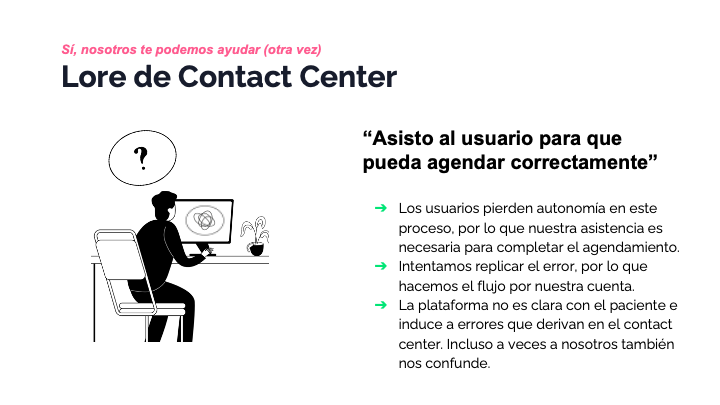 Sí, nosotros te podemos ayudar (otra vez)
Lore de Contact Center
?
“Asisto al usuario para que
pueda agendar correctamente”
➔ Los usuarios pierden autonomía en este
proceso, por lo que nuestra asistencia es
necesaria para completar el agendamiento.
➔ Intentamos replicar el error, por lo que
hacemos el flujo por nuestra cuenta.
➔ La plataforma no es clara con el paciente e
induce a errores que derivan en el contact
center. Incluso a veces a nosotros también
nos confunde.